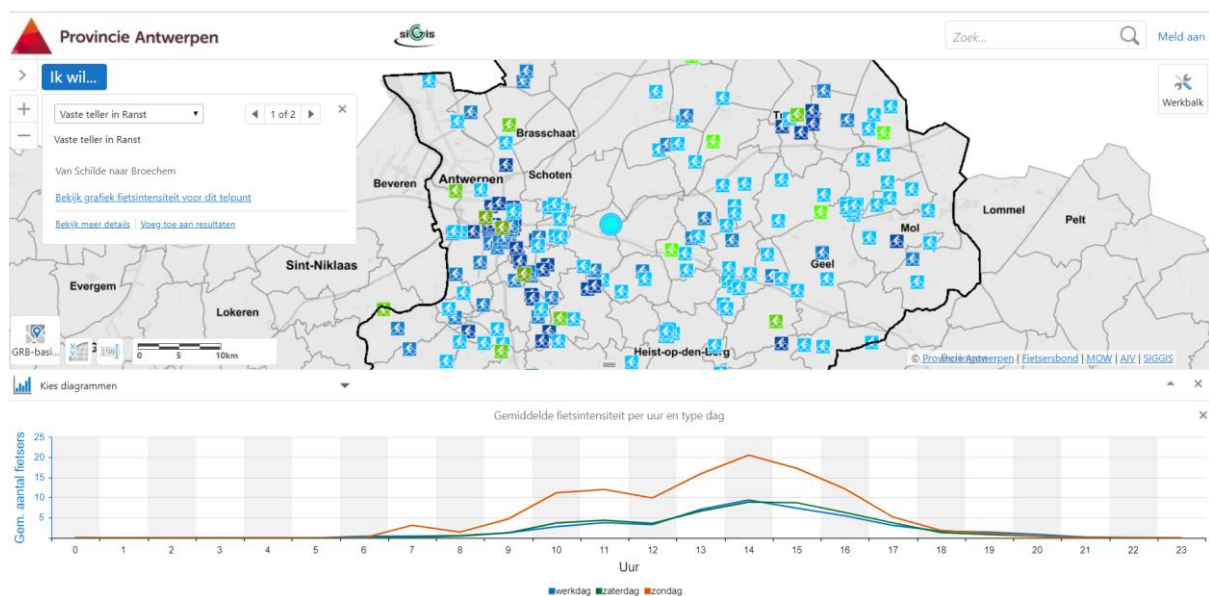 Provincie Antwerpen
siGGis
Zoek...
Meld aan
Ik wil...
Werkbalk
Vaste teller in Ranst
1 of 2
Vaste teller in Ranst
Van Schilde naar Broechem
Bekijk grafiek fietsintensiteit voor dit telpunt
Bekijk meer details
Voeg toe aan resultaten
Brasschaat
Beveren
Antwerpen
Schoten
Lommel
Pelt
Mol
Geel
Sint-Niklaas
Evergem
Lokeren
Heist-op-den-Berg
GRB-basi...
0 5 10km
© Provincie Antwerpen | Fietsersbond | MOW | AIV | SIGGIS
Kies diagrammen
Gemiddelde fietsintensiteit per uur en type dag
Gem. aantal fietsers
25
20
15
10
5
0 1 2 3 4 5 6 7 8 9 10 11 12 13 14 15 16 17 18 19 20 21 22 23
Uur
werkdag zaterdag zondag